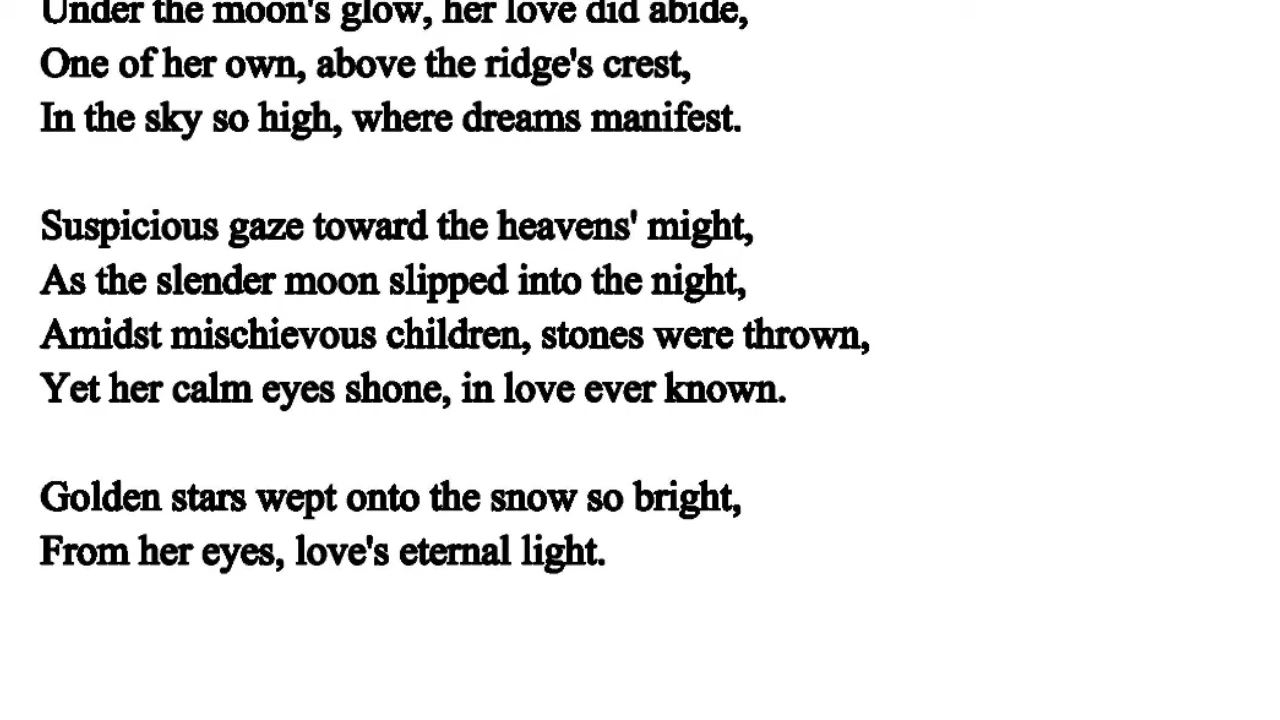 Under the moon's glow, her love did abide,
One of her own, above the ridge's crest,
In the sky so high, where dreams manifest.
Suspicious gaze toward the heavens' might,
As the slender moon slipped into the night,
Amidst mischievous children, stones were thrown,
Yet her calm eyes shone, in love ever known.
Golden stars wept onto the snow so bright,
From her eyes, love's eternal light.